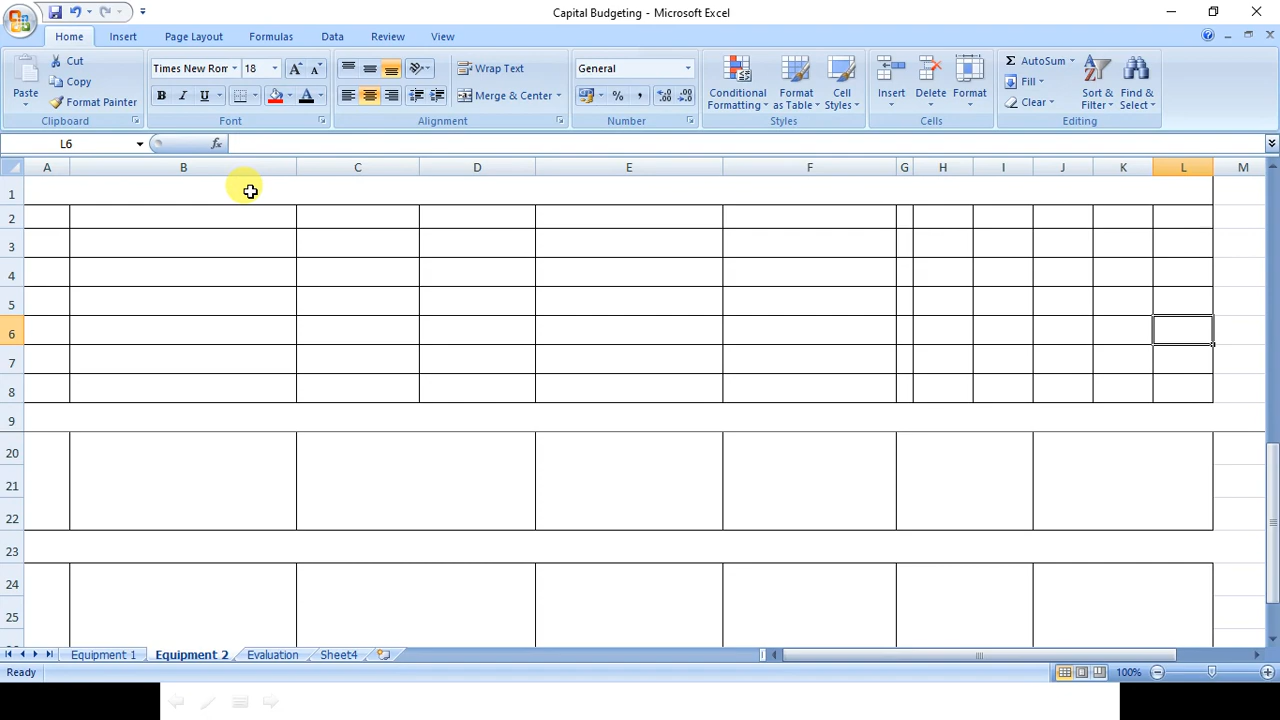 Capital Budgeting - Microsoft Excel
Home Insert Page Layout Formulas Data Review View
Paste
Cut
Copy
Format Painter
Clipboard
Times New Rom 18
B I U
Font
Wrap Text
Merge & Center
Alignment
General
% ,
Number
Conditional Formatting
Format as Table
Cell Styles
Styles
Insert
Delete
Format
Cells
AutoSum
Fill
Clear
Sort & Filter
Find & Select
Editing
L6 fx
A B C D E F G H I J K L M
1
2
3
4
5
6
7
8
9
20
21
22
23
24
25
Equipment 1 Equipment 2 Evaluation Sheet4
Ready 100%